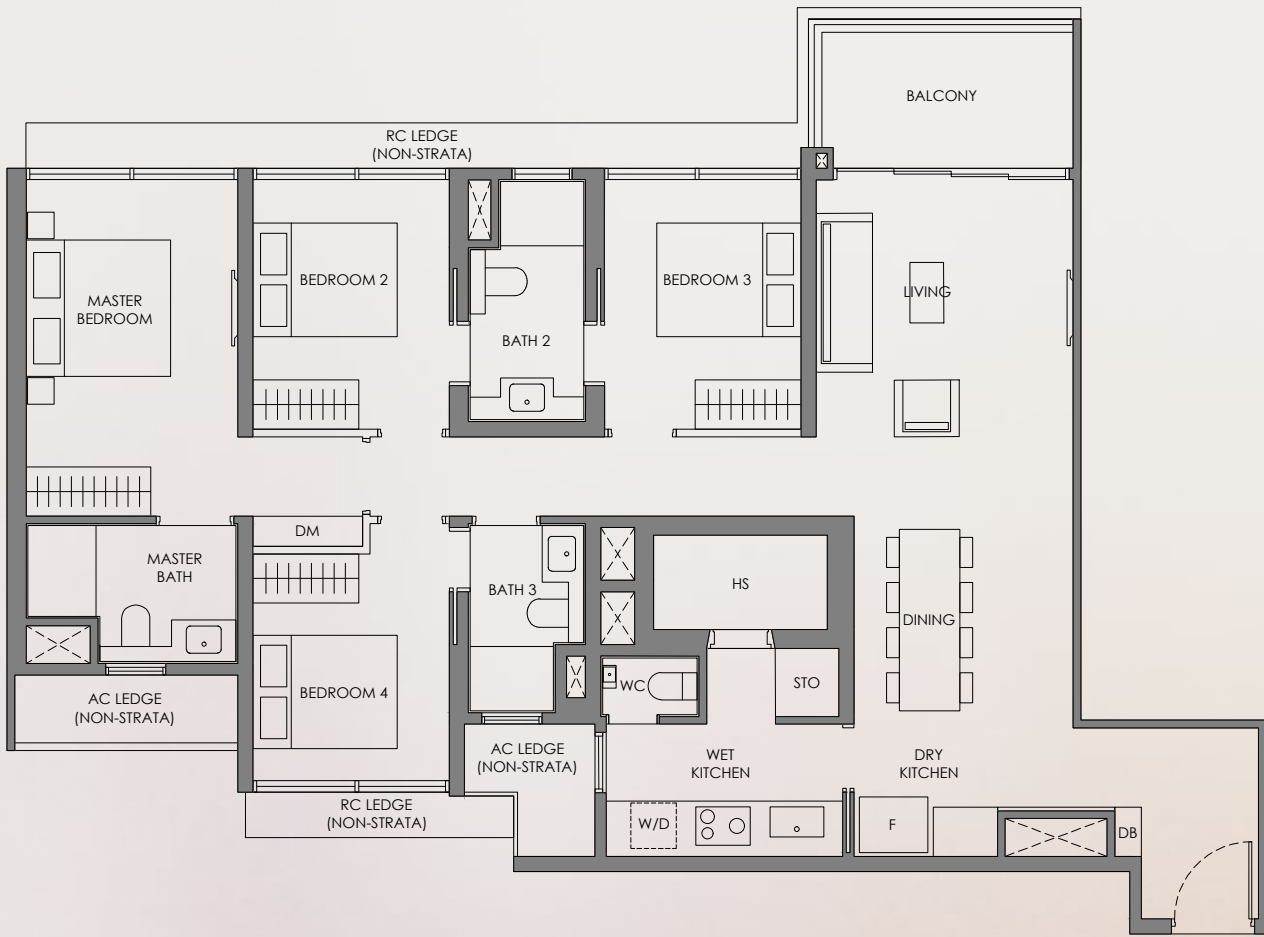 BALCONY
RC LEDGE
(NON-STRATA)
MASTER
BEDROOM
BEDROOM 2
BEDROOM 3
LIVING
BATH 2
DM
MASTER
BATH
BATH 3
HS
DINING
BEDROOM 4
WC
STO
AC LEDGE
(NON-STRATA)
AC LEDGE
(NON-STRATA)
WET
KITCHEN
DRY
KITCHEN
RC LEDGE
(NON-STRATA)
W/D
F
DB